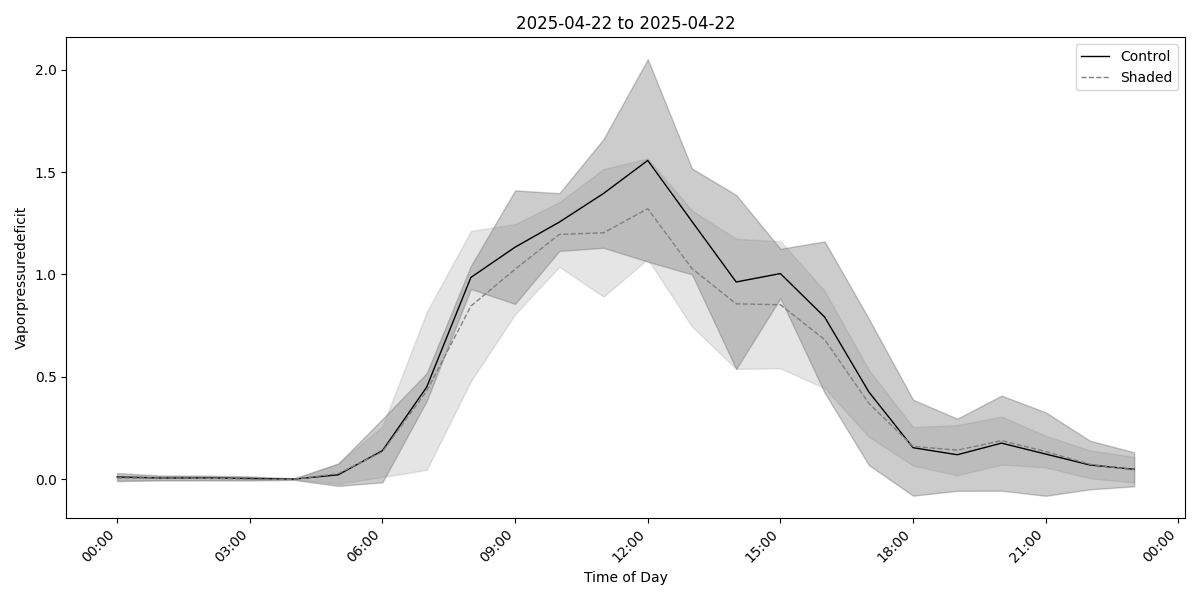 2025-04-22 to 2025-04-22
Control
Shaded
Vaporpressuredeficit
2.0
1.5
1.0
0.5
0.0
00:00 03:00 06:00 09:00 12:00 15:00 18:00 21:00 00:00
Time of Day